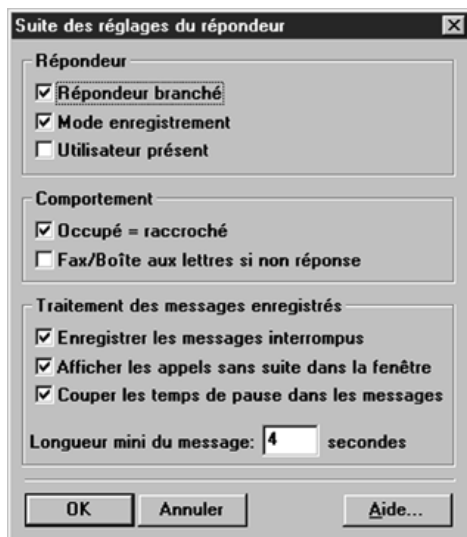 Suite des réglages du répondeur
Répondeur
Répondeur branché
Mode enregistrement
Utilisateur présent
Comportement
Occupé = raccroché
Fax/Boîte aux lettres si non réponse
Traitement des messages enregistrés
Enregistrer les messages interrompus
Afficher les appels sans suite dans la fenêtre
Couper les temps de pause dans les messages
Longueur mini du message: 4 secondes
OK Annuler Aide...